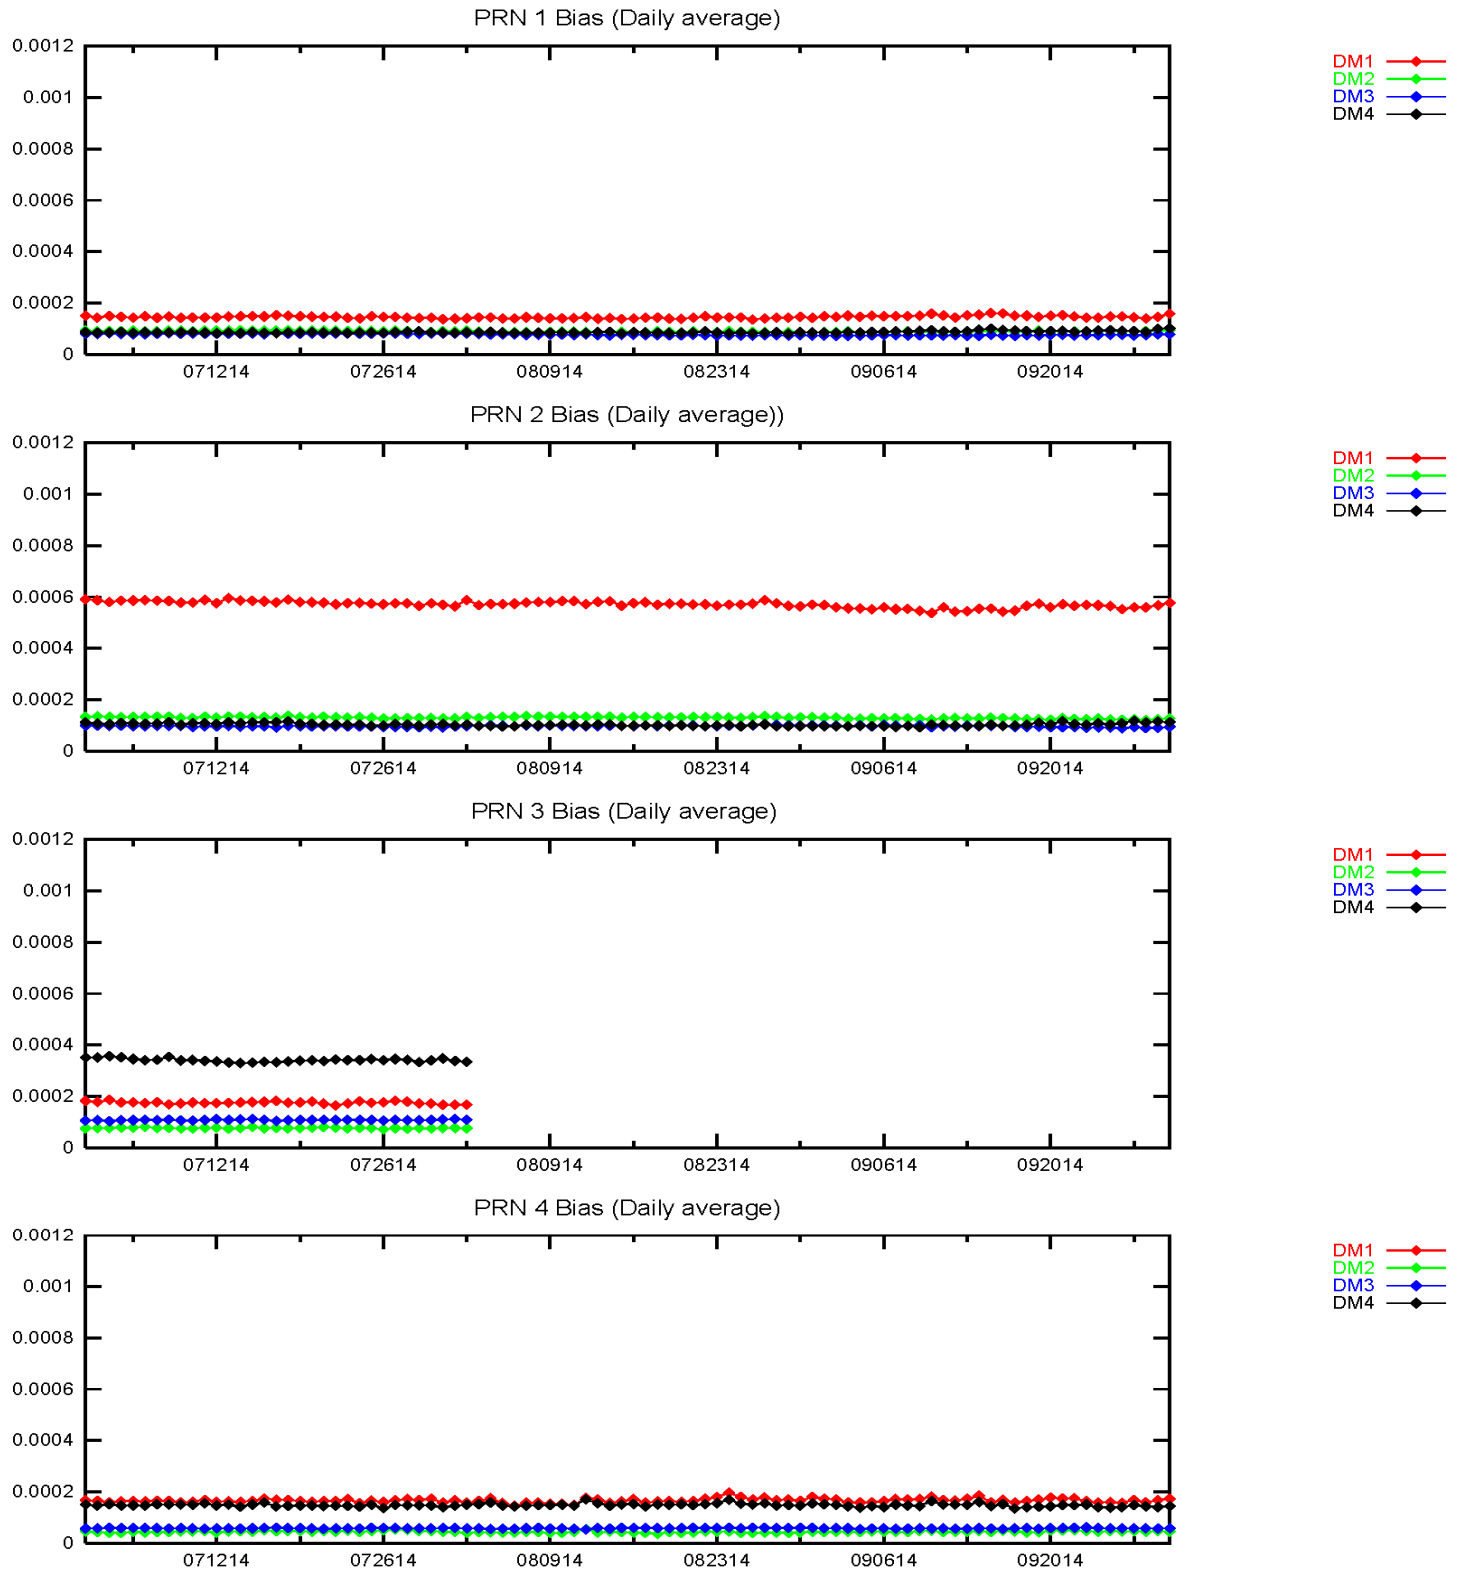 PRN 1 Bias (Daily average)
0.0012
0.001
0.0008
0.0006
0.0004
0.0002
0
071214 072614 080914 082314 090614 092014
DM1
DM2
DM3
DM4
PRN 2 Bias (Daily average))
0.0012
0.001
0.0008
0.0006
0.0004
0.0002
0
071214 072614 080914 082314 090614 092014
DM1
DM2
DM3
DM4
PRN 3 Bias (Daily average)
0.0012
0.001
0.0008
0.0006
0.0004
0.0002
0
071214 072614 080914 082314 090614 092014
DM1
DM2
DM3
DM4
PRN 4 Bias (Daily average)
0.0012
0.001
0.0008
0.0006
0.0004
0.0002
0
071214 072614 080914 082314 090614 092014
DM1
DM2
DM3
DM4